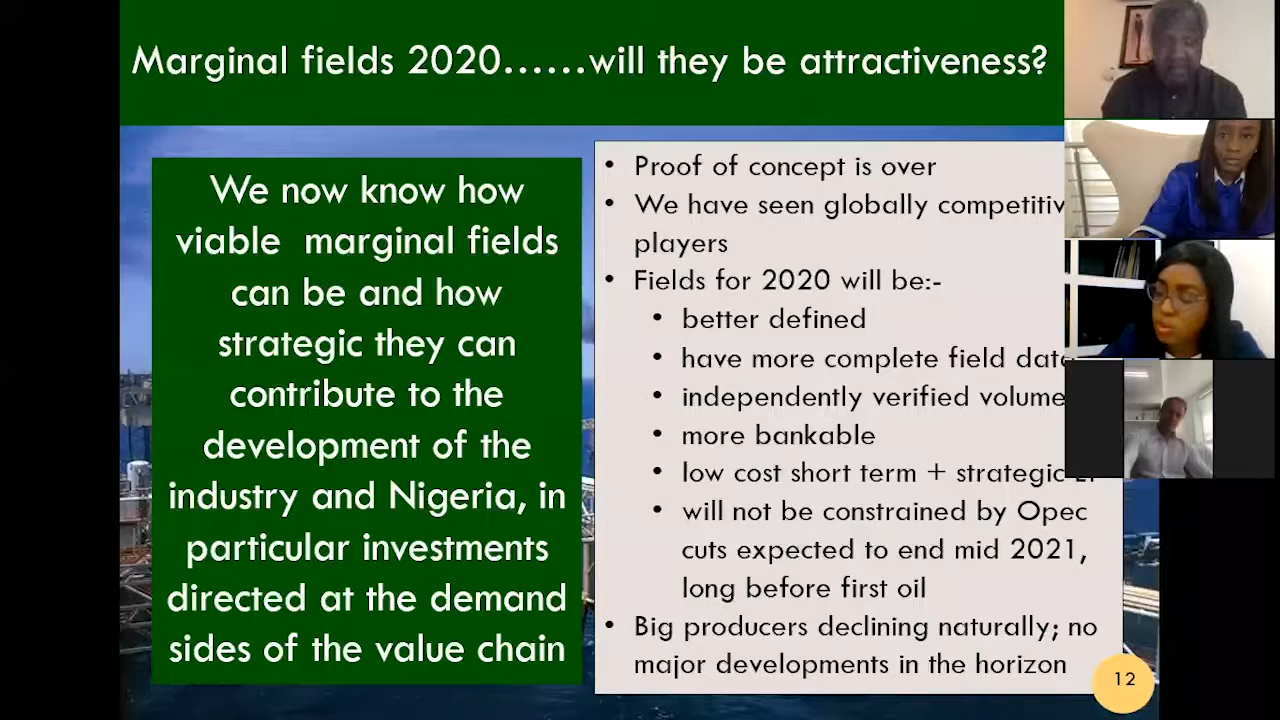 Marginal fields 2020......will they be attractiveness?
We now know how
viable marginal fields
can be and how
strategic they can
contribute to the
development of the
industry and Nigeria, in
particular investments
directed at the demand
sides of the value chain
• Proof of concept is over
• We have seen globally competitiv
players
• Fields for 2020 will be:-
• better defined
• have more complete field data
• independently verified volume
• more bankable
• low cost short term + strategic
• will not be constrained by Opec
cuts expected to end mid 2021,
long before first oil
• Big producers declining naturally; no
major developments in the horizon
12